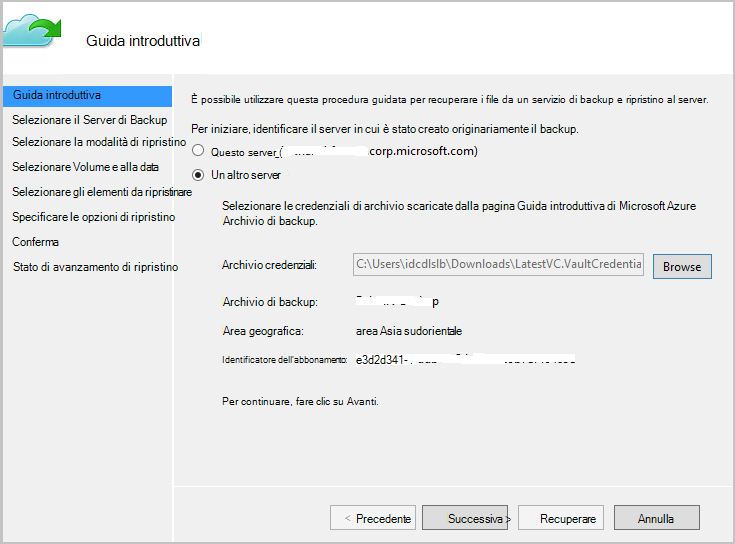 Guida introduttiva
Guida introduttiva
Selezionare il Server di Backup
Selezionare la modalità di ripristino
Selezionare Volume e alla data
Selezionare gli elementi da ripristinare
Specificare le opzioni di ripristino
Conferma
Stato di avanzamento di ripristino
È possibile utilizzare questa procedura guidata per recuperare i file da un servizio di backup e ripristino al server.
Per iniziare, identificare il server in cui è stato creato originariamente il backup.
Questo server ( corp.microsoft.com)
Un altro server
Selezionare le credenziali di archivio scaricate dalla pagina Guida introduttiva di Microsoft Azure
Archivio di backup.
Archivio credenziali: C:\Users\idcdlslb\Downloads\LatestVC.VaultCredentia Browse
Archivio di backup:
Area geografica: area Asia sudorientale
Identificatore dell'abbonamento: e3d2d341-
Per continuare, fare clic su Avanti.
< Precedente Successiva > Recuperare Annulla